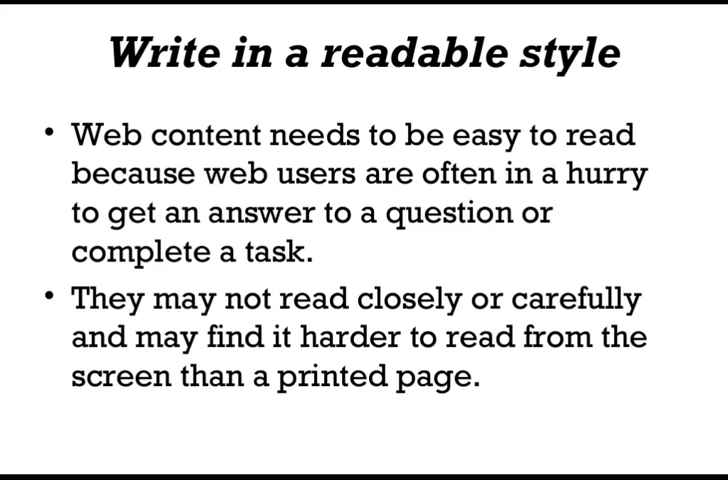 Write in a readable style
• Web content needs to be easy to read
because web users are often in a hurry
to get an answer to a question or
complete a task.
• They may not read closely or carefully
and may find it harder to read from the
screen than a printed page.